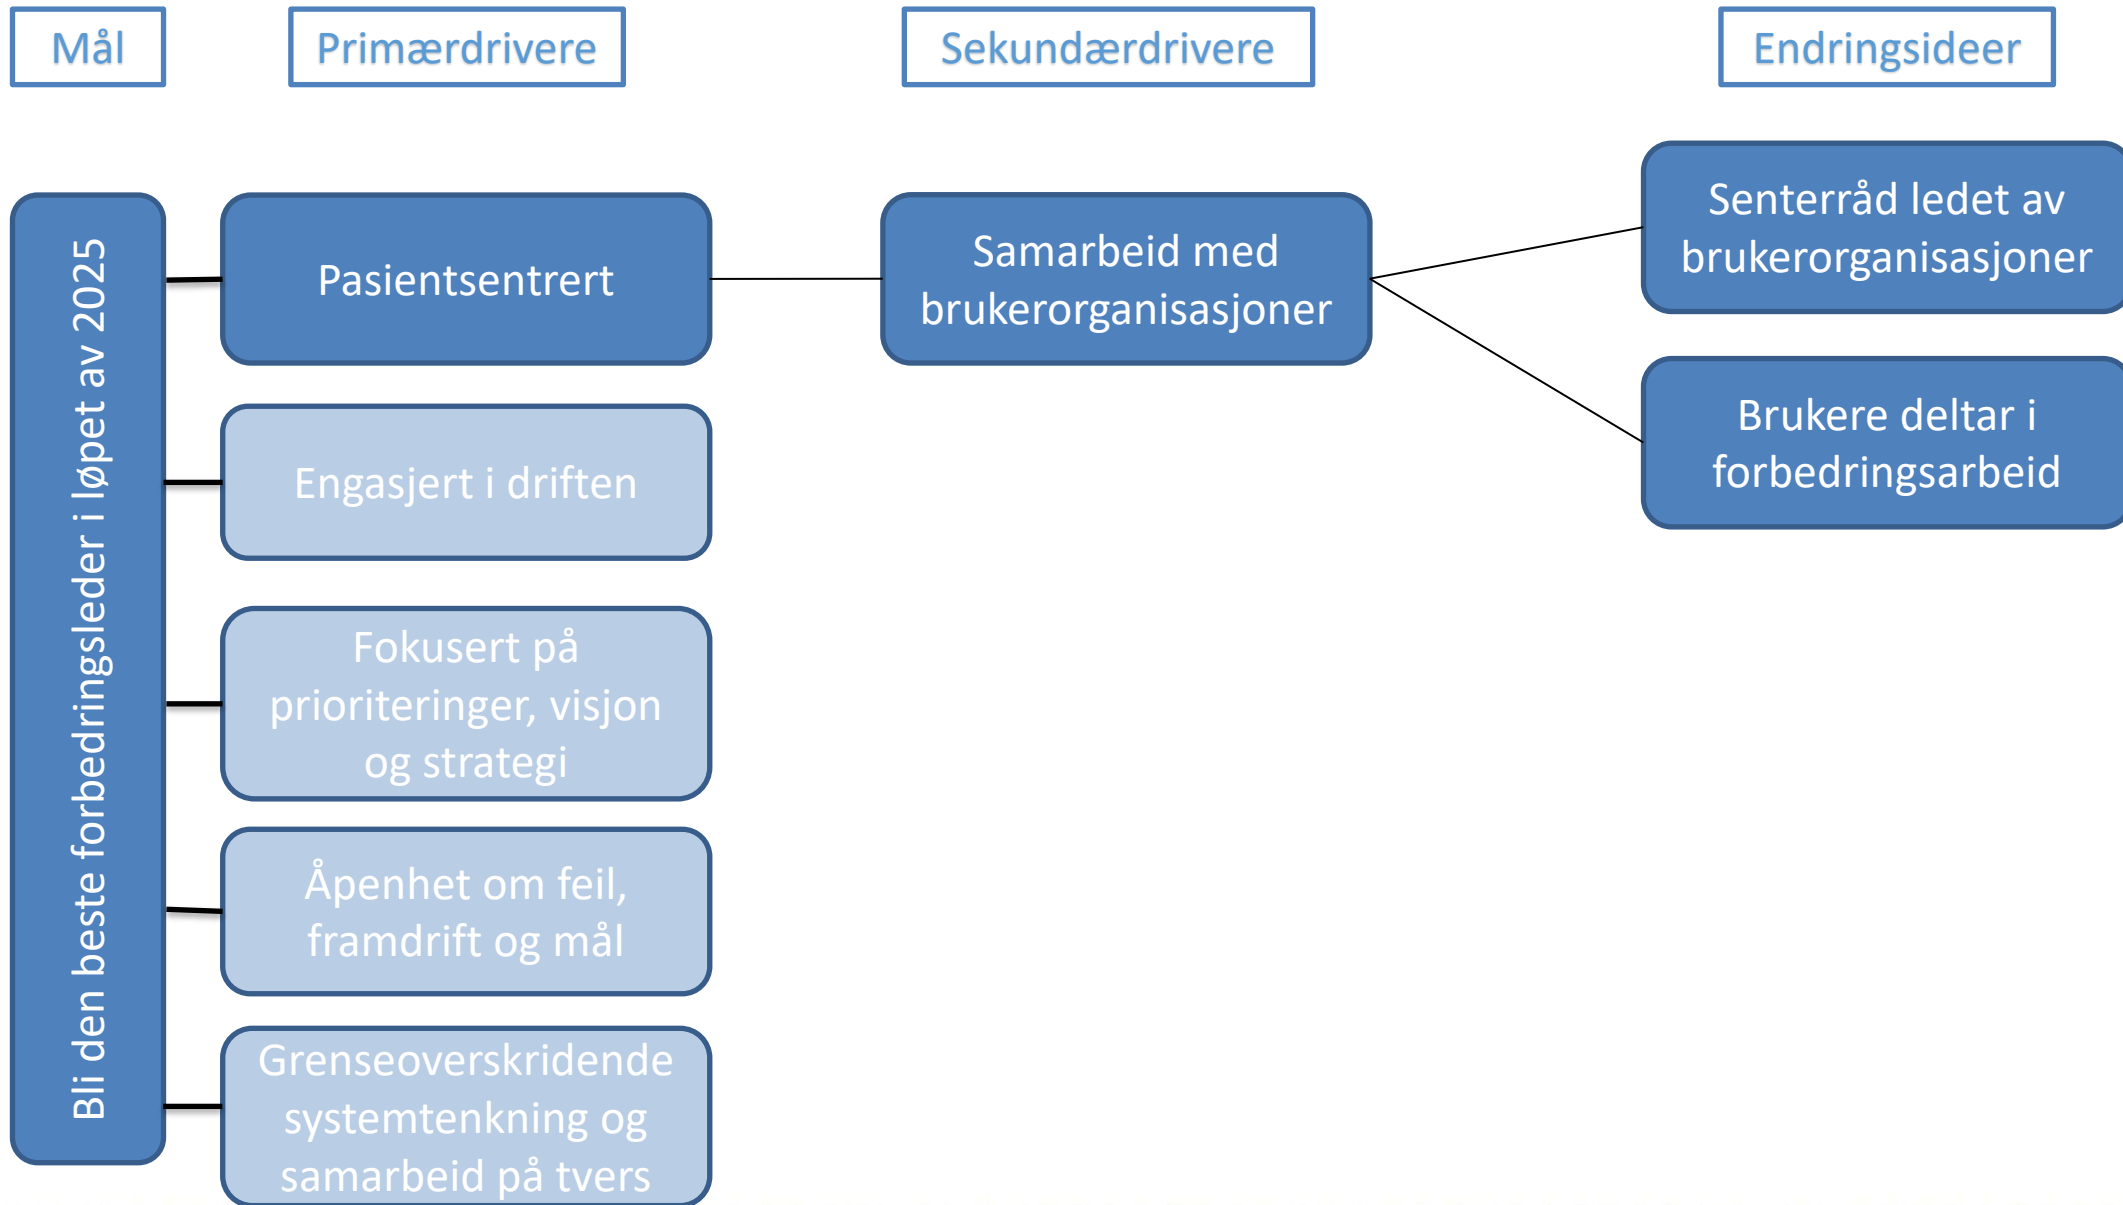 Mål
Primærdrivere
Sekundærdrivere
Endringsideer
Bli den beste forbedringsleder i løpet av 2025
Pasientsentrert
Engasjert i driften
Fokusert på
prioriteringer, visjon
og strategi
Åpenhet om feil,
framdrift og mål
Grenseoverskridende
systemtenkning og
samarbeid på tvers
Samarbeid med
brukerorganisasjoner
Senterråd ledet av
brukerorganisasjoner
Brukere deltar i
forbedringsarbeid